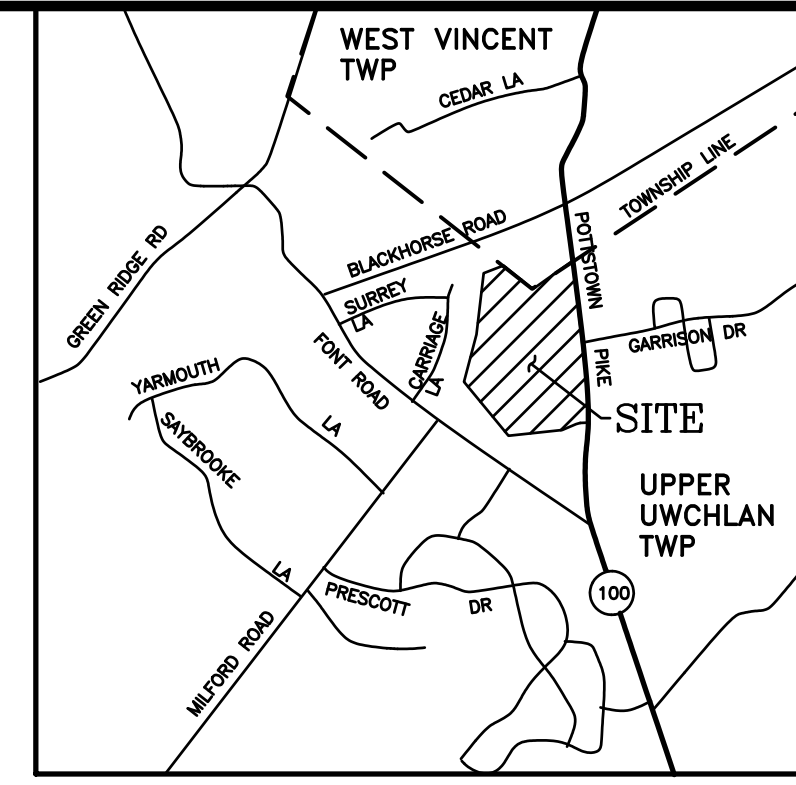 WEST VINCENT
TWP
CEDAR LA
TOWNSHIP LINE
BLACKHORSE ROAD
POTTSTOWN
PIKE
GREEN RIDGE RD
SURREY
LA
CARRIAGE
LA
FONT ROAD
GARRISON DR
YARMOUTH
LA
SAYBROOKE
LA
SITE
UPPER
UWCHLAN
TWP
100
PRESCOTT DR
MILFORD ROAD